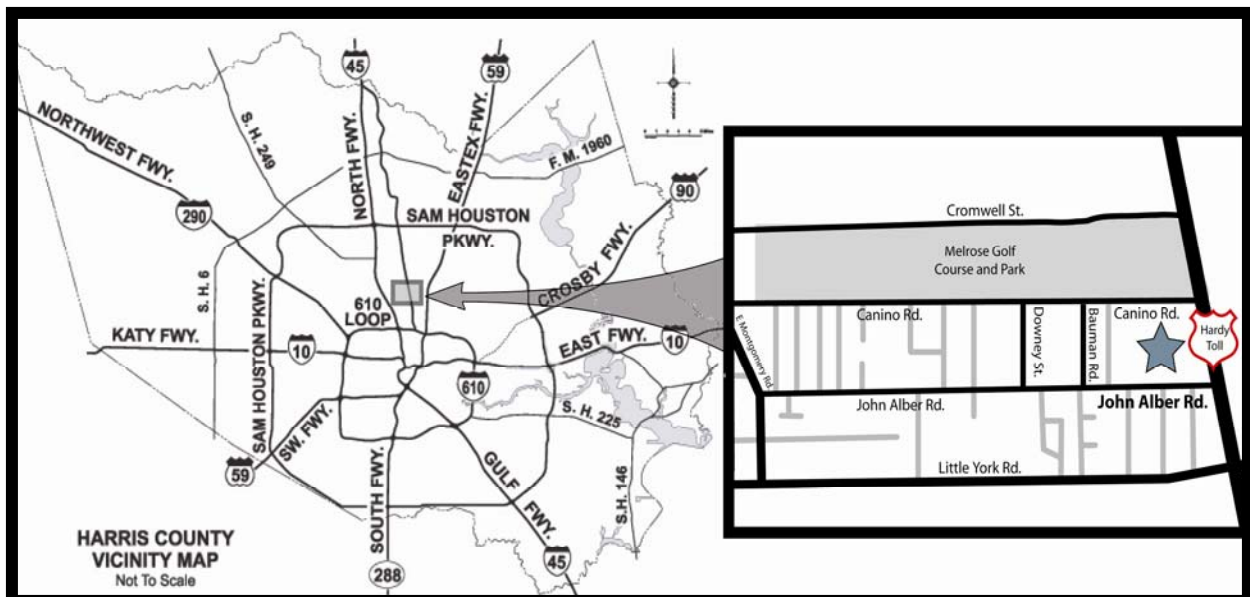 45
59
NORTHWEST FWY.
S. H. 249
NORTH FWY.
EASTEX FWY.
F. M. 1960
90
290
SAM HOUSTON
PKWY.
CROSBY FWY.
S. H. 6
610
LOOP
SAM HOUSTON PKWY.
KATY FWY.
10
EAST FWY.
10
610
SW. FWY.
S. H. 225
59
SOUTH FWY.
GULF FWY.
S.H. 146
45
288
HARRIS COUNTY
VICINITY MAP
Not To Scale
Cromwell St.
Melrose Golf
Course and Park
Canino Rd.
Canino Rd.
Hardy
Toll
E Montgomery Rd.
Downey St.
Bauman Rd.
John Alber Rd.
John Alber Rd.
Little York Rd.